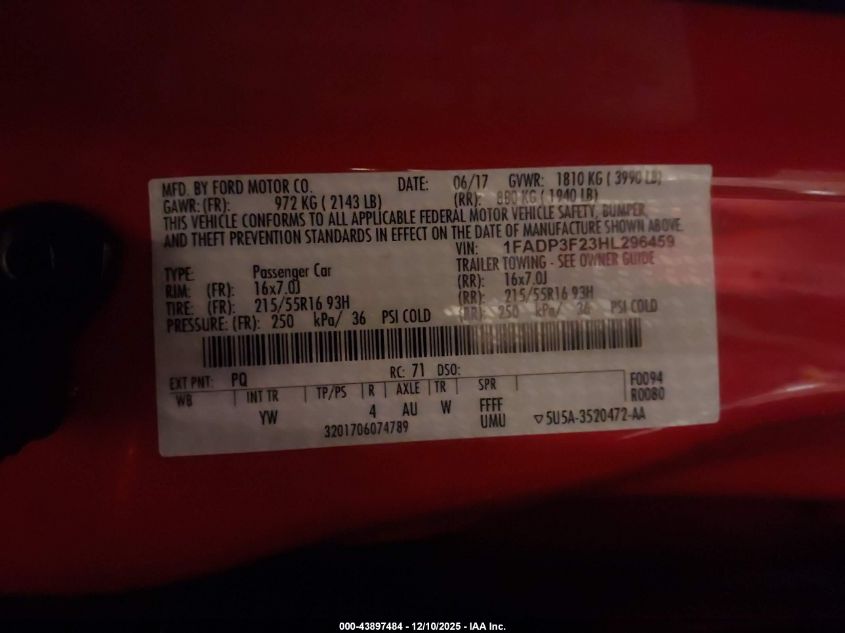 MFD. BY FORD MOTOR CO. DATE: 06/17 GVWR: 1810 KG ( 3990 LB)
GAWR: (FR): 972 KG ( 2143 LB) (RR): 880 KG ( 1940 LB)
THIS VEHICLE CONFORMS TO ALL APPLICABLE FEDERAL MOTOR VEHICLE SAFETY, BUMPER,
AND THEFT PREVENTION STANDARDS IN EFFECT ON THE DATE OF MANUFACTURE SHOWN ABOVE.
VIN: 1FADP3F23HL296459
TYPE: Passenger Car TRAILER TOWING - SEE OWNER GUIDE
RIM: (FR): 16x7.0J (RR): 16x7.0J
TIRE: (FR): 215/55R16 93H (RR): 215/55R16 93H
PRESSURE: (FR): 250 kPa/ 36 PSI COLD (RR): 250 kPa/ 36 PSI COLD
EXT PNT: PQ RC: 71 DSO: F0094
WB INT TR TP/PS R AXLE TR SPR R0080
YW 4 AU W FFFF
3201706074789 UMU ▽5U5A-3520472-AA
000-43897484 - 12/10/2025 - IAA Inc.